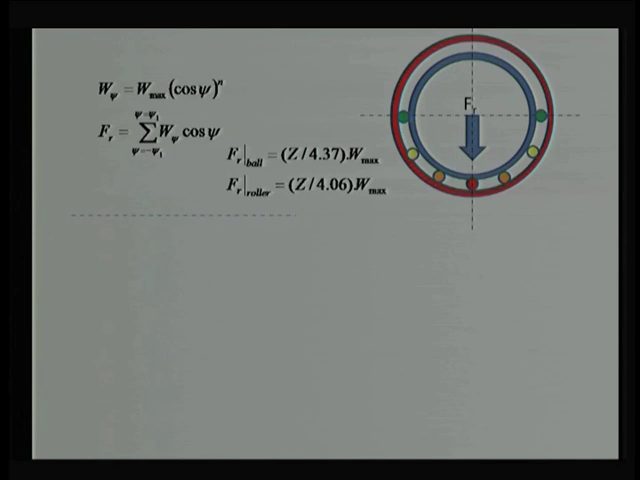 W_ψ = W_max (cos ψ)^n
F_r = Σ_{ψ=-ψ_1}^{ψ=ψ_1} W_ψ cos ψ
F_r|_ball = (Z / 4.37).W_max
F_r|_roller = (Z / 4.06).W_max
F_r